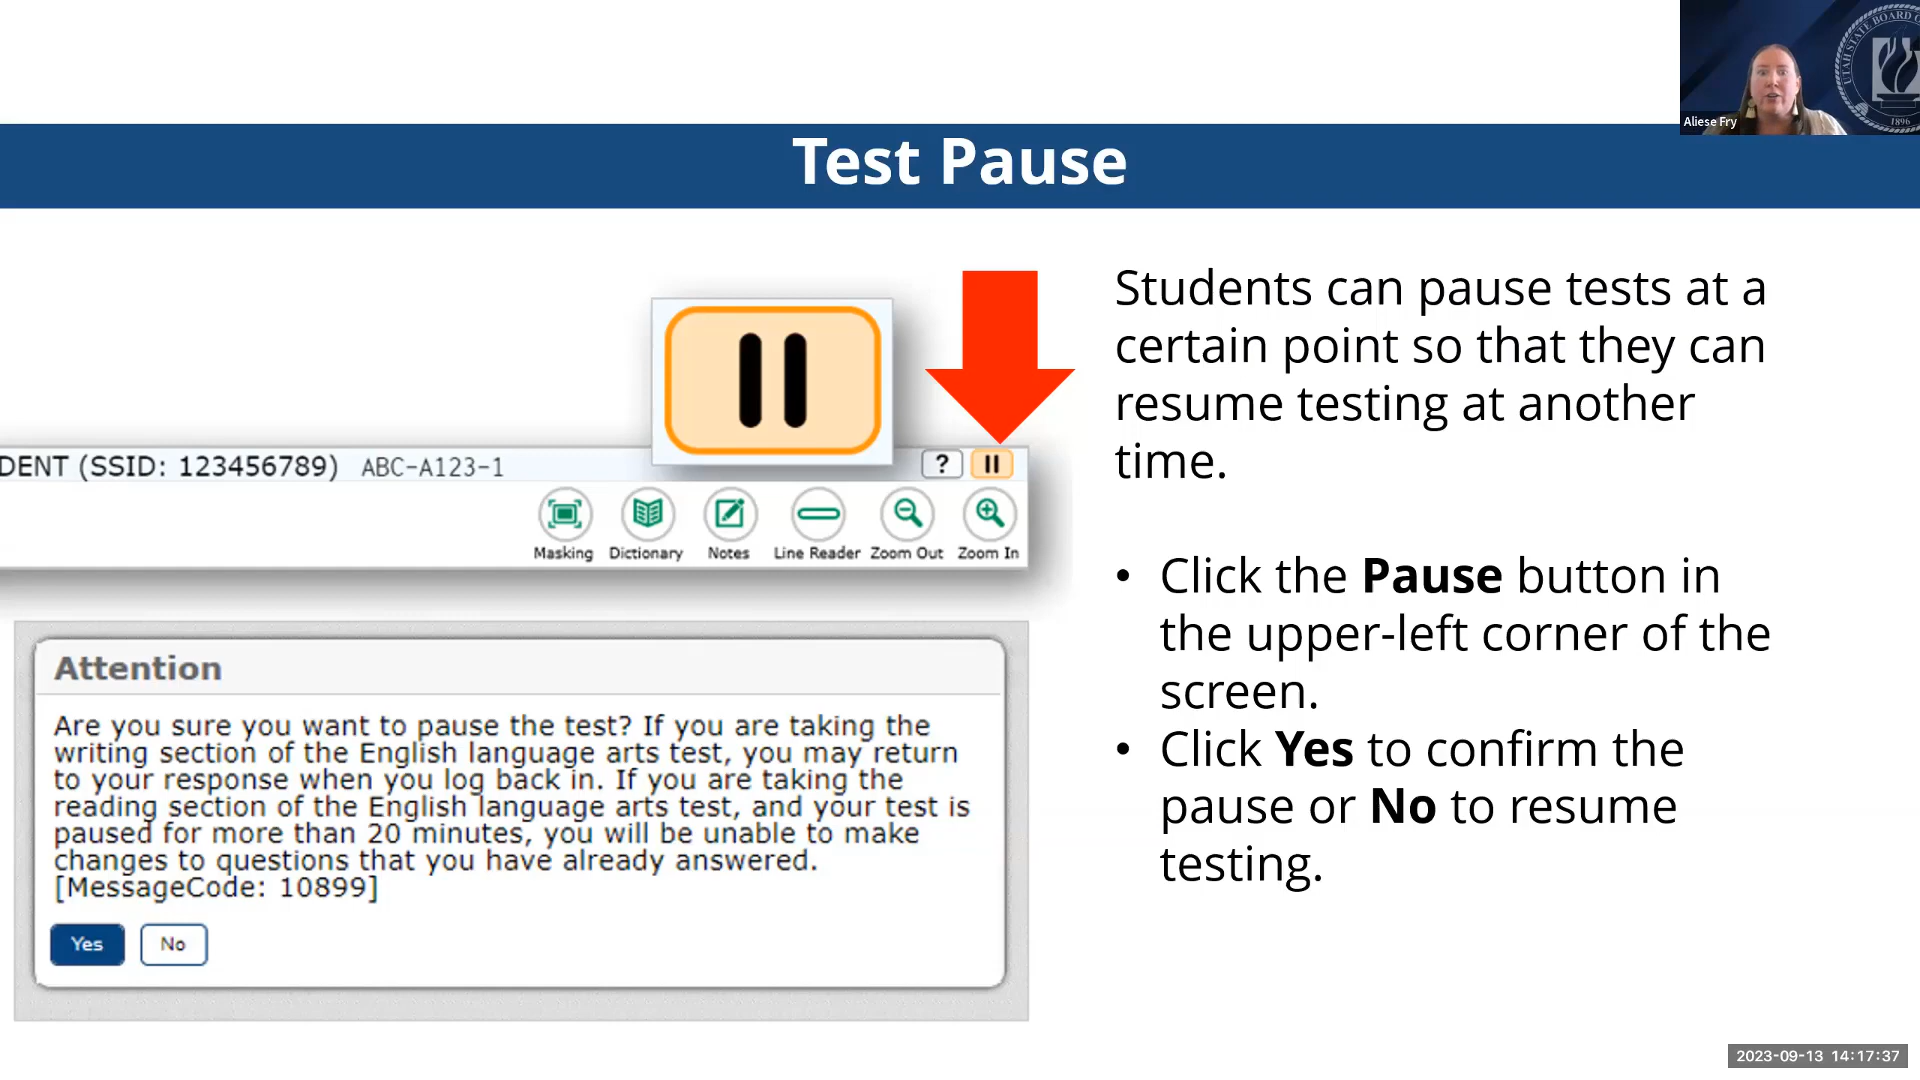 UTAH STATE BOARD O
1896
Aliese Fry
Test Pause
Students can pause tests at a
certain point so that they can
resume testing at another
time.
• Click the Pause button in
the upper-left corner of the
screen.
• Click Yes to confirm the
pause or No to resume
testing.
DENT (SSID: 123456789) ABC-A123-1
?
Masking Dictionary Notes Line Reader Zoom Out Zoom In
Attention
Are you sure you want to pause the test? If you are taking the
writing section of the English language arts test, you may return
to your response when you log back in. If you are taking the
reading section of the English language arts test, and your test is
paused for more than 20 minutes, you will be unable to make
changes to questions that you have already answered.
[MessageCode: 10899]
Yes No
2023-09-13 14:17:37